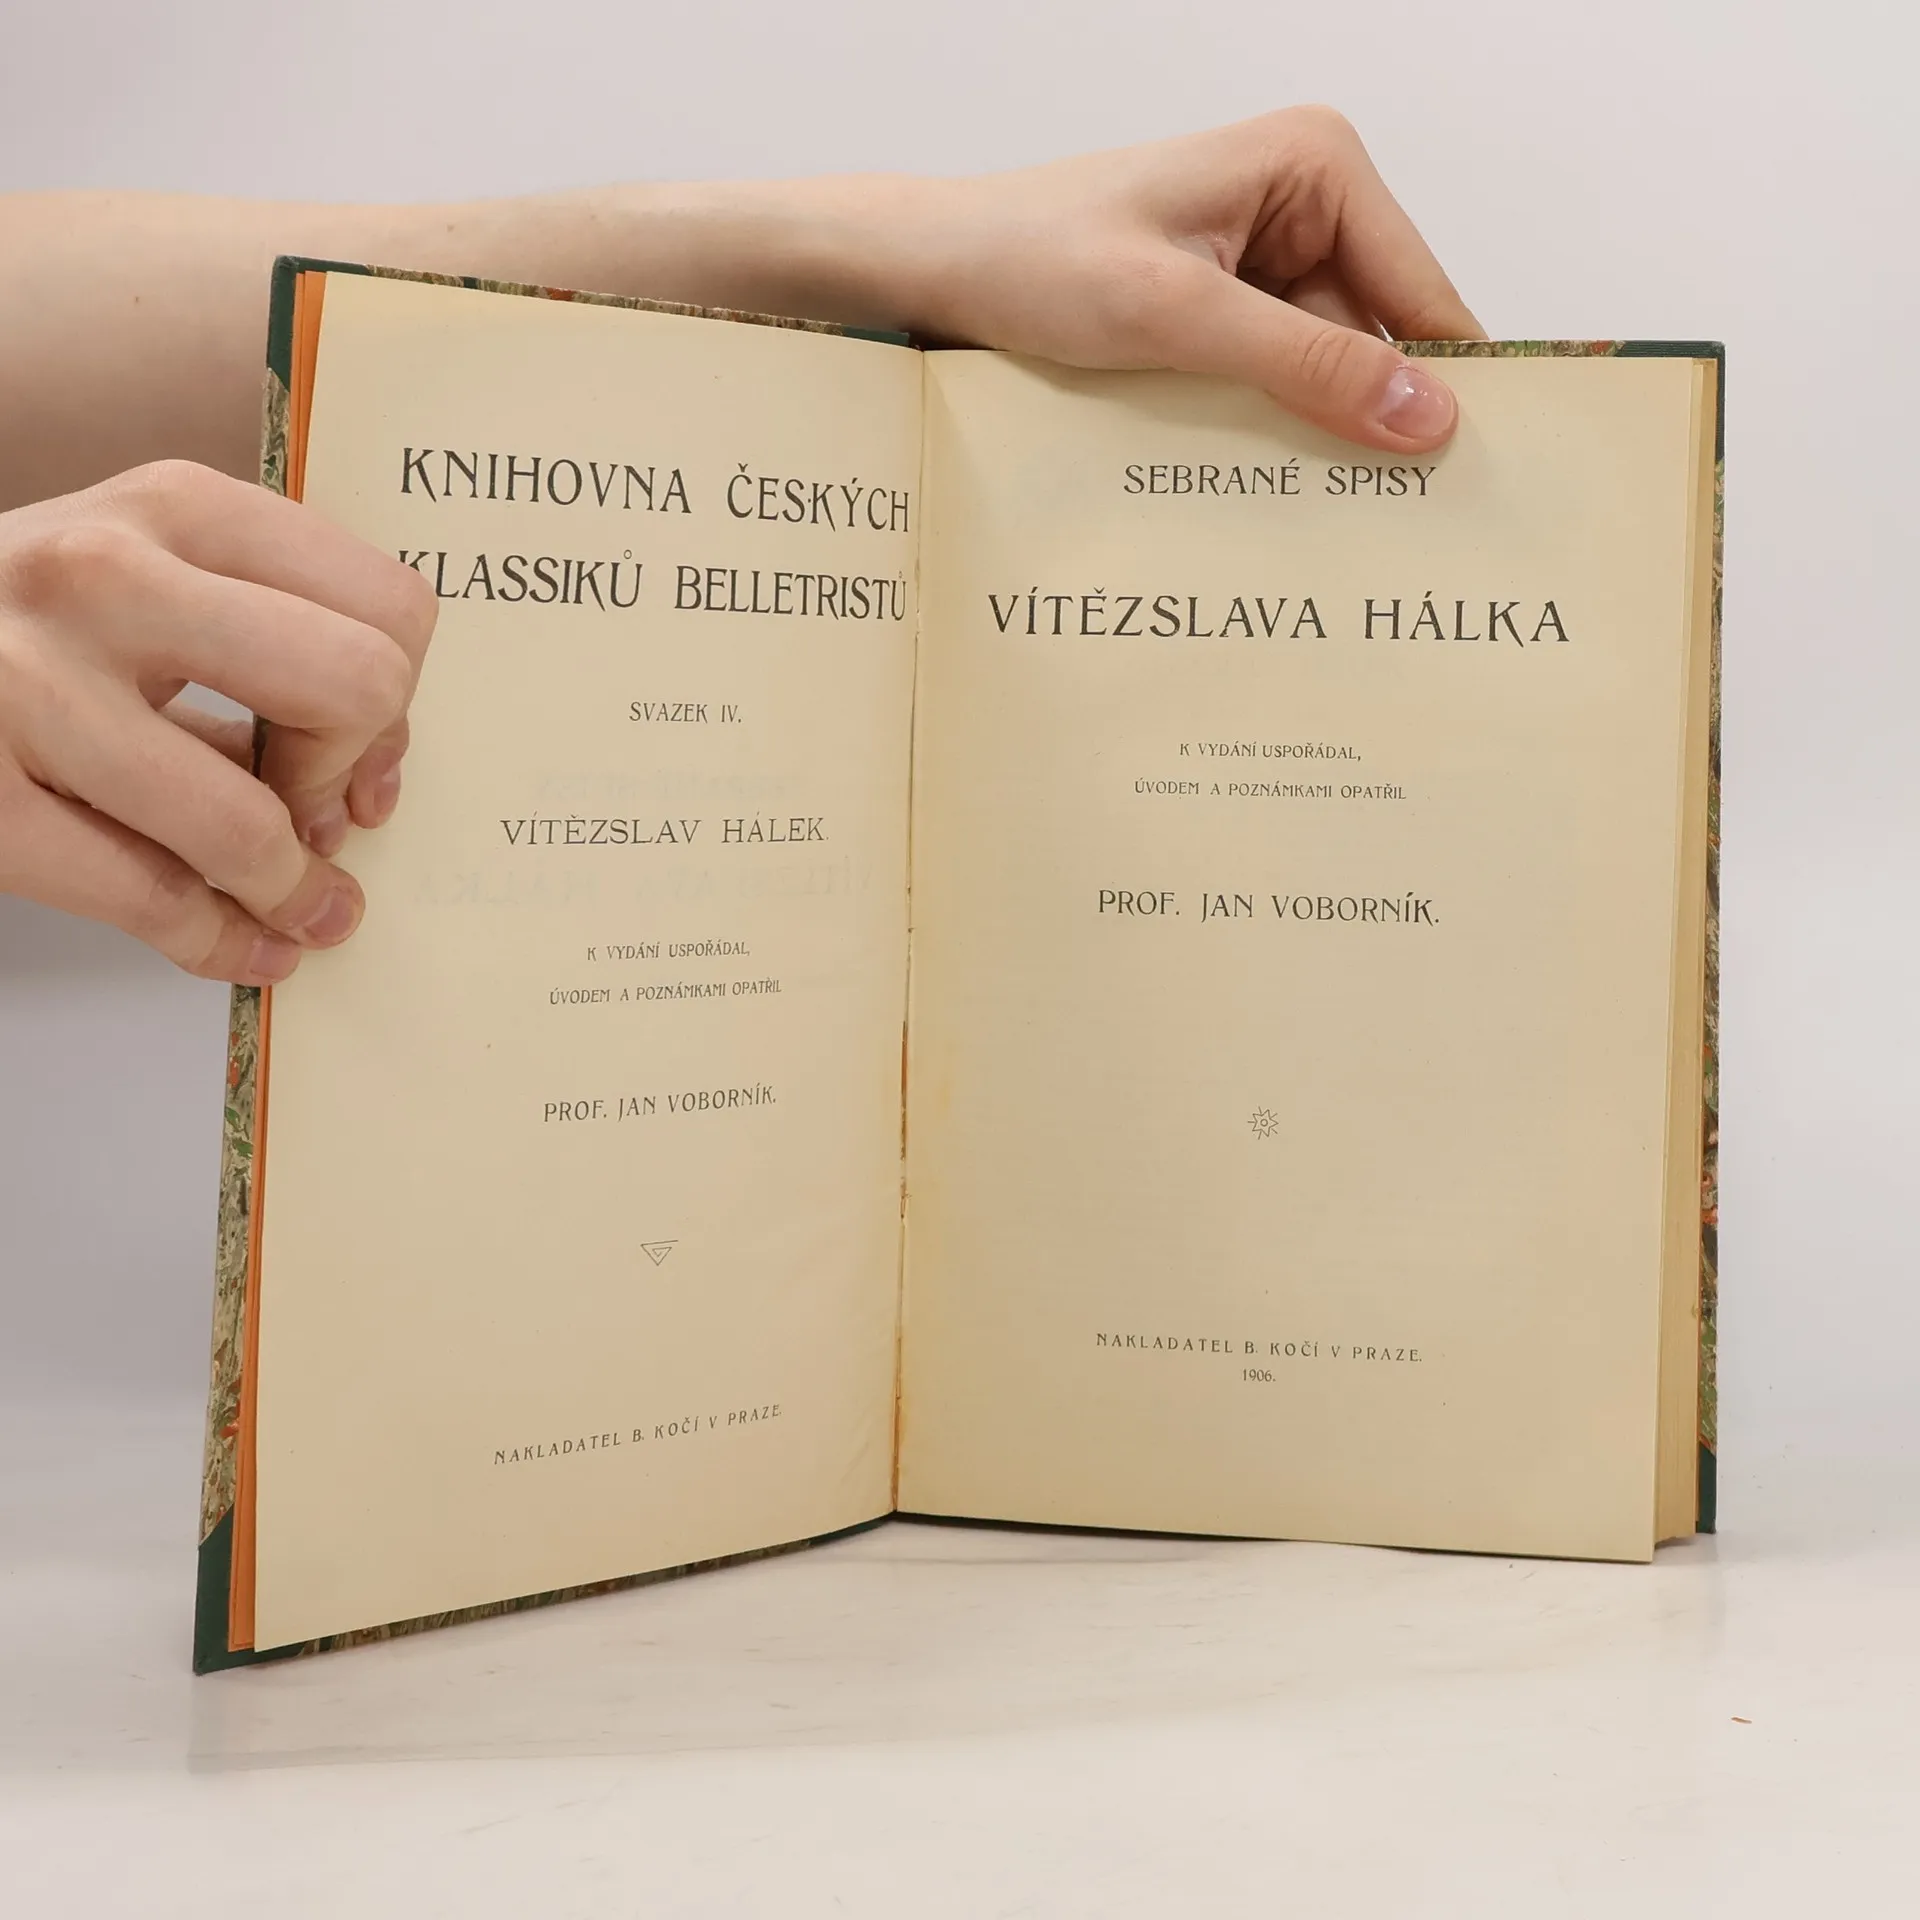 KNIHOVNA ČESKÝCH
KLASSIKŮ BELLETRISTŮ
SVAZEK IV.
VÍTĚZSLAV HÁLEK.
K VYDÁNÍ USPOŘÁDAL,
ÚVODEM A POZNÁMKAMI OPATŘIL
PROF. JAN VOBORNÍK.
NAKLADATEL B. KOČÍ V PRAZE.
SEBRANÉ SPISY
VÍTĚZSLAVA HÁLKA
K VYDÁNÍ USPOŘÁDAL,
ÚVODEM A POZNÁMKAMI OPATŘIL
PROF. JAN VOBORNÍK.
NAKLADATEL B. KOČÍ V PRAZE.
1906.